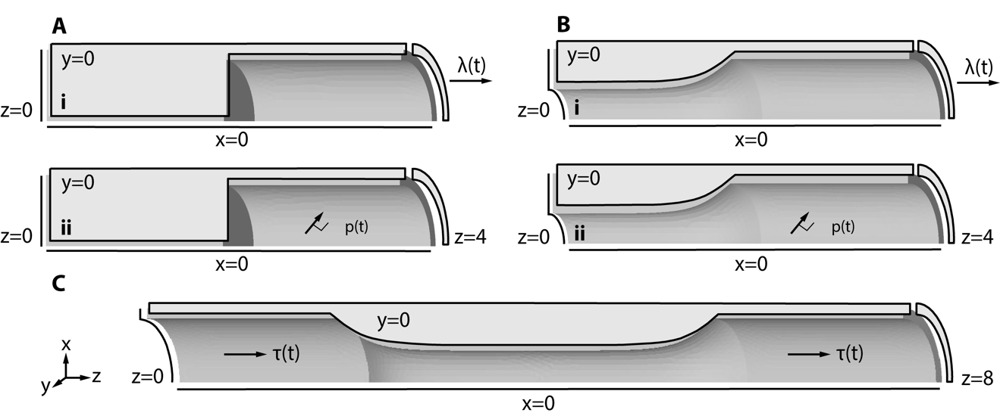 A
y=0
i
z=0
λ(t)
x=0
y=0
ii
z=0
p(t)
z=4
x=0
B
y=0
i
z=0
λ(t)
x=0
y=0
ii
z=0
p(t)
z=4
x=0
C
y=0
τ(t)
τ(t)
x
z
y
z=0
z=8
x=0